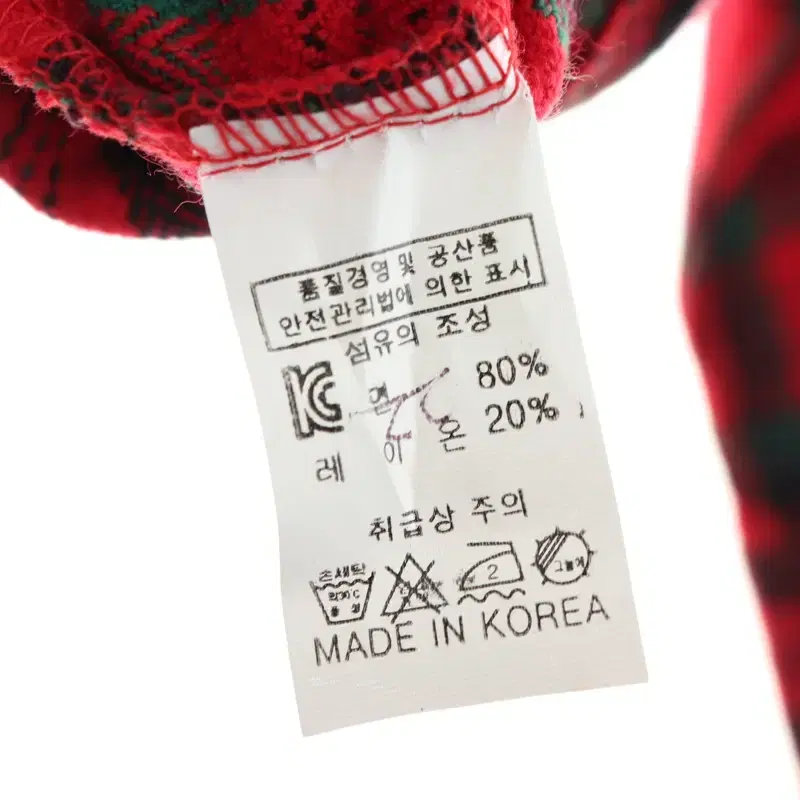 품질경영 및 공산품
안전관리법에 의한 표시
섬유의 조성
면 80%
레 이 온 20%
취급상 주의
손세탁
약30℃
중성
2
그늘에
MADE IN KOREA